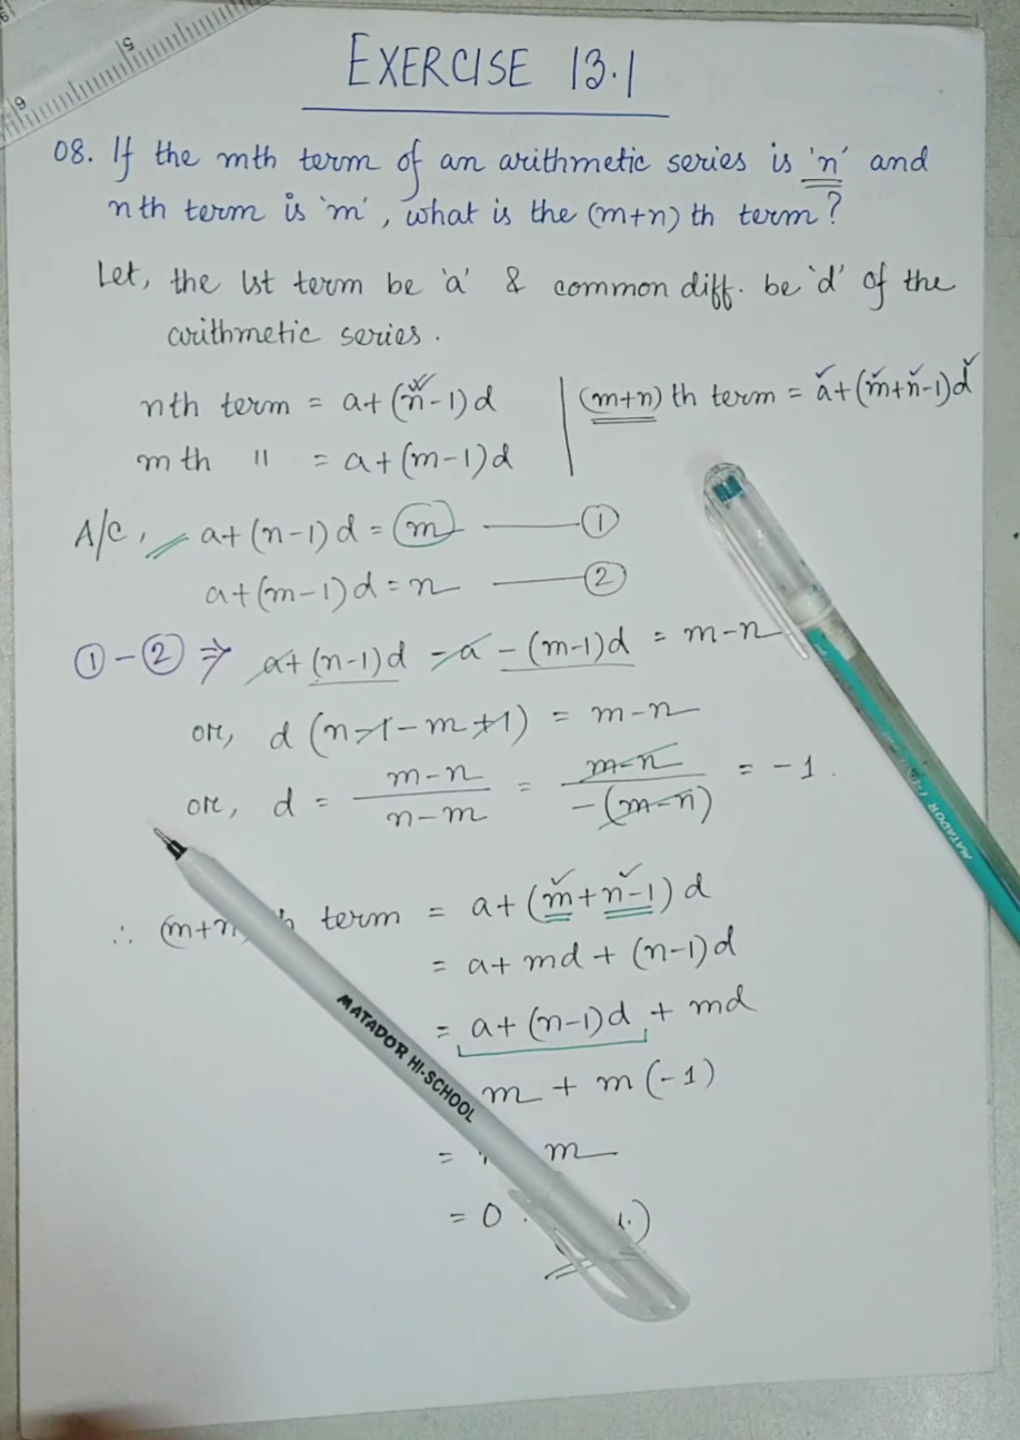 EXERCISE 13.1
08. If the mth term of an arithmetic series is 'n' and
nth term is 'm', what is the (m+n) th term?
Let, the 1st term be 'a' & common diff. be 'd' of the
arithmetic series.
nth term = a+(n-1)d
mth 〃 = a+(m-1)d
(m+n) th term = a+(m+n-1)d
A/C, a+(n-1)d = m ——— ①
a+(m-1)d = n ——— ②
①-② ⇒ a+(n-1)d - a - (m-1)d = m-n
or, d (n-1-m+1) = m-n
or, d = (m-n)/(n-m) = (m-n)/(-(m-n)) = -1.
∴ (m+n term = a+(m+n-1)d
= a+md+(n-1)d
= a+(n-1)d + md
m + m(-1)
= m
= 0.
MATADOR HI-SCHOOL
MATADOR
5
6